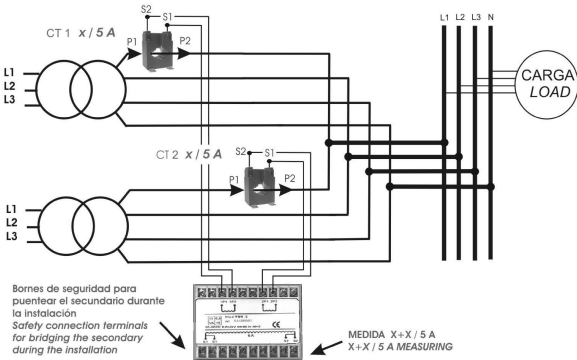 S2
S1
CT 1 x / 5 A
P1
P2
L1
L2
L3
L1 L2 L3 N
CARGA
LOAD
CT 2 x / 5 A
S2
S1
P1
P2
L1
L2
L3
Bornes de seguridad para
puentear el secundario durante
la instalación
Safety connection terminals
for bridging the secondary
during the installation
CE
MEDIDA X+X / 5 A
X+X / 5 A MEASURING